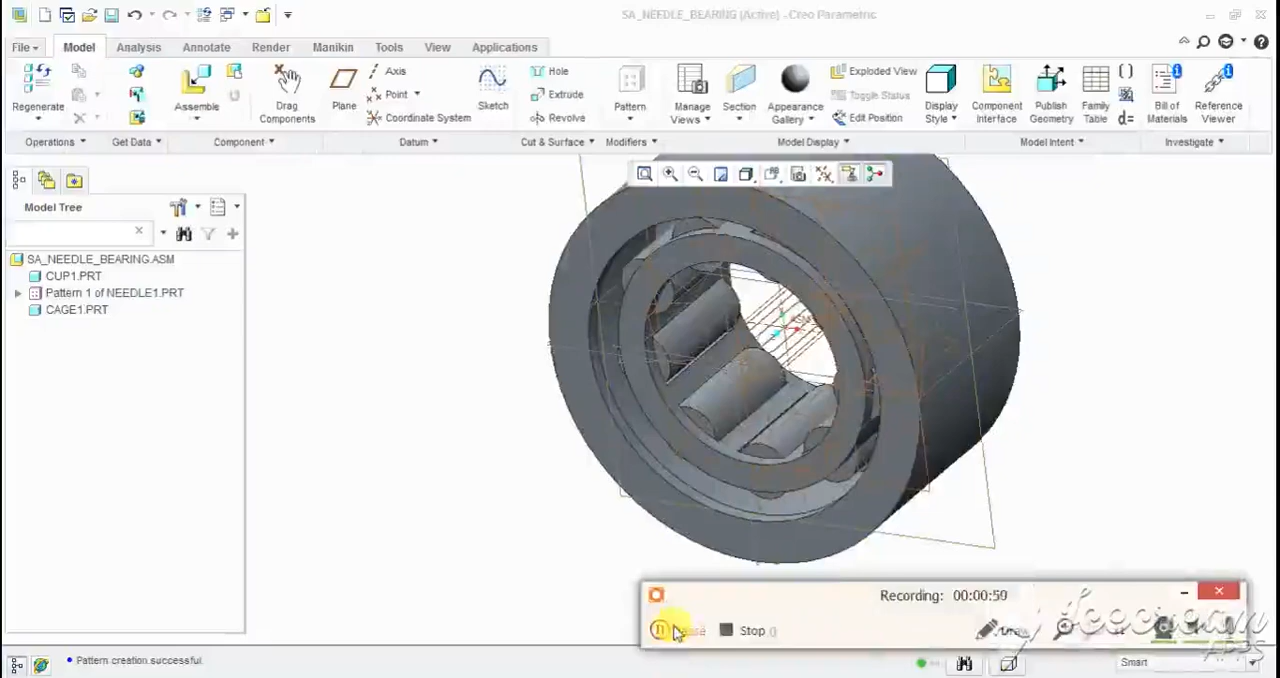 SA_NEEDLE_BEARING (Active) - Creo Parametric
File Model Analysis Annotate Render Manikin Tools View Applications
Regenerate
Assemble
Drag Components
Plane
Axis
Point
Coordinate System
Sketch
Hole
Extrude
Revolve
Pattern
Manage Views
Section
Appearance Gallery
Exploded View
Toggle Status
Edit Position
Display Style
Component Interface
Publish Geometry
Family Table
d=
Bill of Materials
Reference Viewer
Operations Get Data Component Datum Cut & Surface Modifiers Model Display Model Intent Investigate
Model Tree
SA_NEEDLE_BEARING.ASM
CUP1.PRT
Pattern 1 of NEEDLE1.PRT
CAGE1.PRT
Recording: 00:00:59
Stop
Draw
Pattern creation successful.
Smart